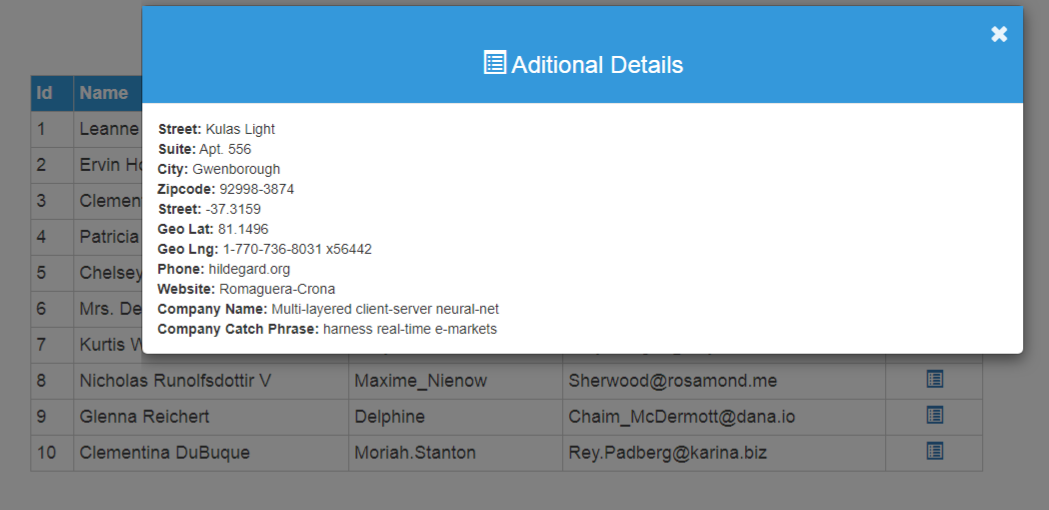 Aditional Details
Street: Kulas Light
Suite: Apt. 556
City: Gwenborough
Zipcode: 92998-3874
Street: -37.3159
Geo Lat: 81.1496
Geo Lng: 1-770-736-8031 x56442
Phone: hildegard.org
Website: Romaguera-Crona
Company Name: Multi-layered client-server neural-net
Company Catch Phrase: harness real-time e-markets
Id Name
1 Leanne
2 Ervin
3
4 Patricia
5 Chelsey
6 Mrs.
7 Kurtis
8 Nicholas Runolfsdottir V Maxime_Nienow Sherwood@rosamond.me
9 Glenna Reichert Delphine Chaim_McDermott@dana.io
10 Clementina DuBuque Moriah.Stanton Rey.Padberg@karina.biz